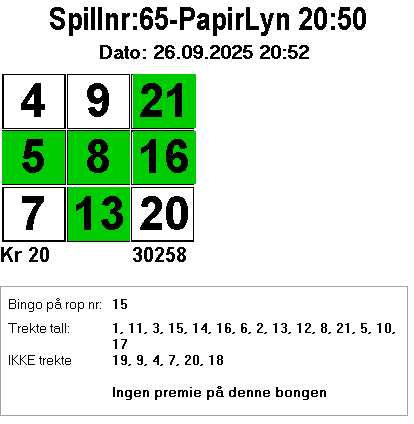 Spillnr:65-PapirLyn 20:50
Dato: 26.09.2025 20:52
4 9 21
5 8 16
7 13 20
Kr 20 30258
Bingo på rop nr: 15
Trekte tall: 1, 11, 3, 15, 14, 16, 6, 2, 13, 12, 8, 21, 5, 10,
17
IKKE trekte 19, 9, 4, 7, 20, 18
Ingen premie på denne bongen